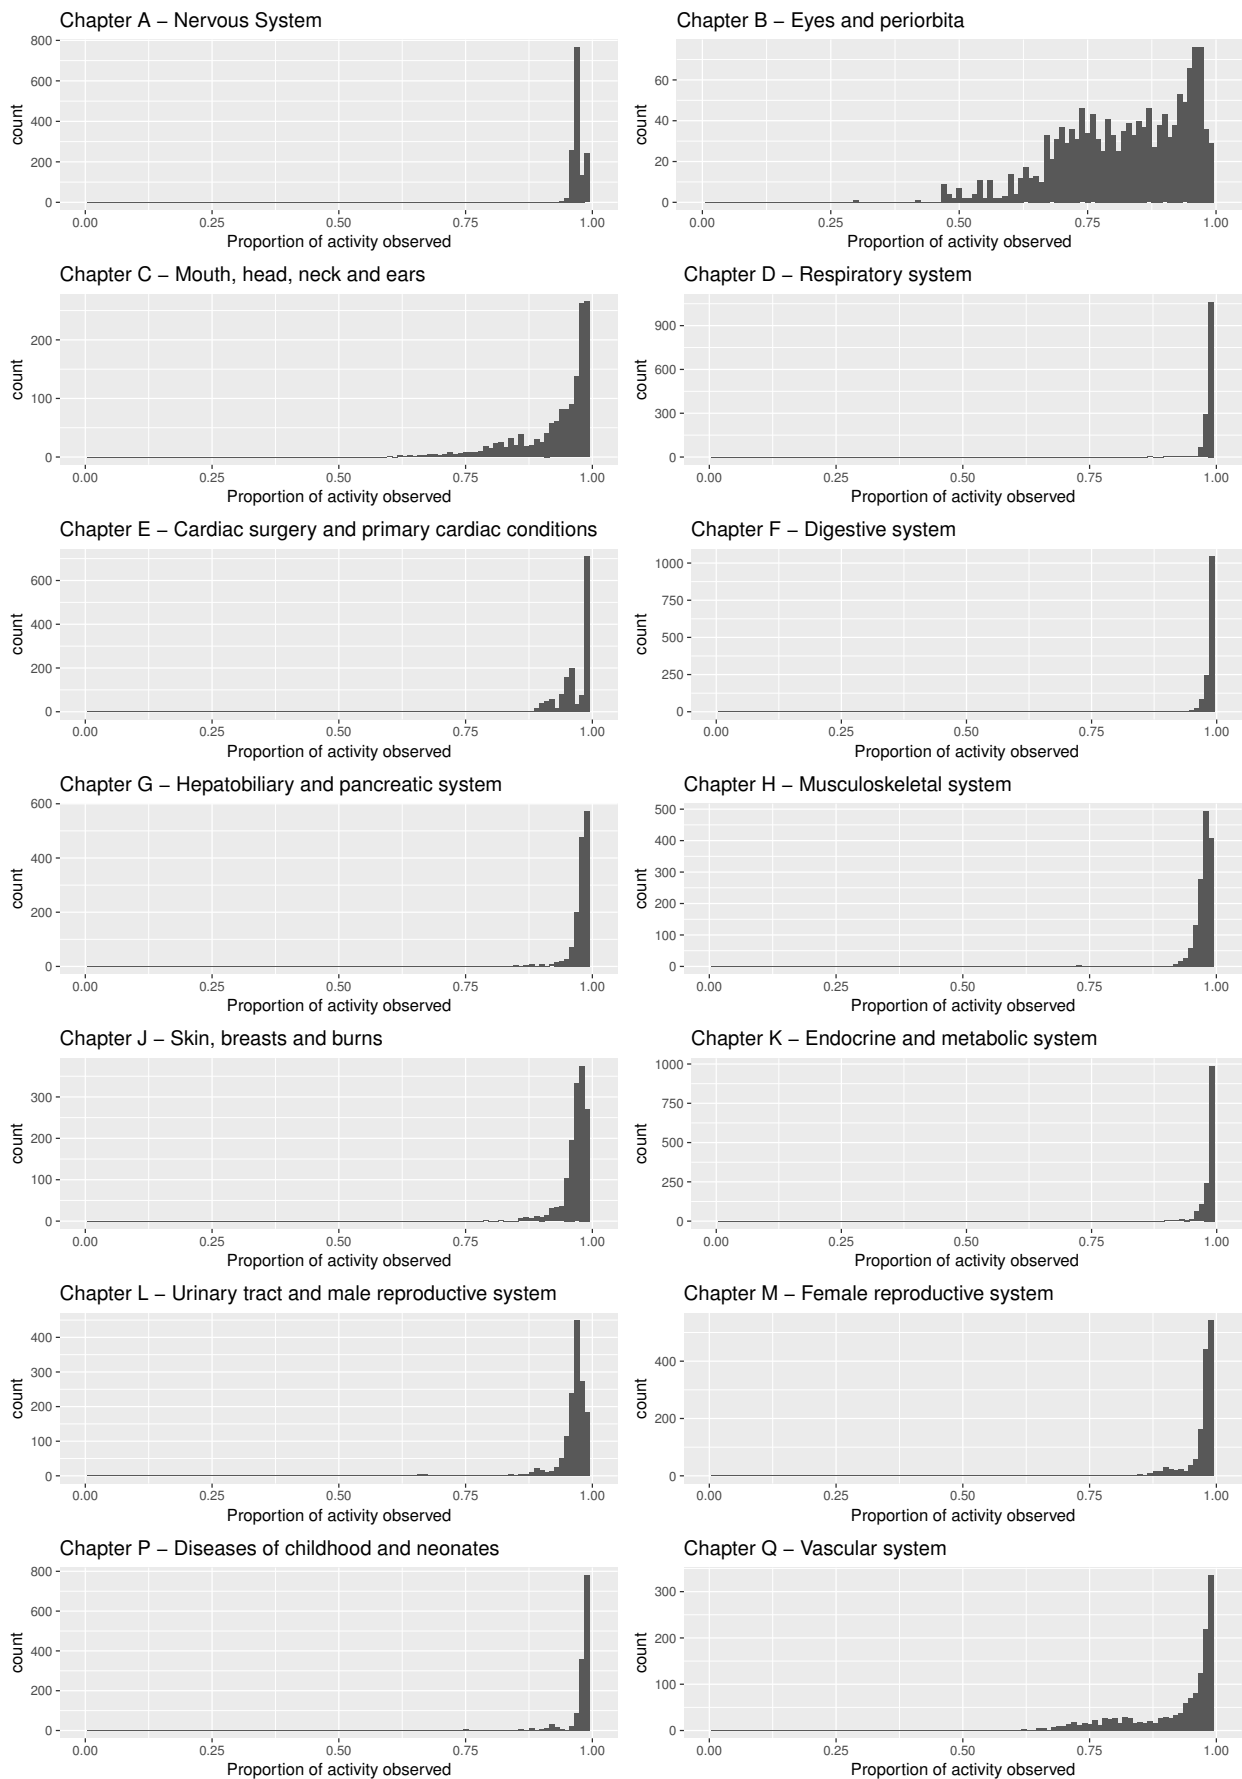 Chapter A − Nervous System
800
600
400
200
0
count
0.00 0.25 0.50 0.75 1.00
Proportion of activity observed
Chapter B − Eyes and periorbita
60
40
20
0
count
0.00 0.25 0.50 0.75 1.00
Proportion of activity observed
Chapter C − Mouth, head, neck and ears
200
100
0
count
0.00 0.25 0.50 0.75 1.00
Proportion of activity observed
Chapter D − Respiratory system
900
600
300
0
count
0.00 0.25 0.50 0.75 1.00
Proportion of activity observed
Chapter E − Cardiac surgery and primary cardiac conditions
600
400
200
0
count
0.00 0.25 0.50 0.75 1.00
Proportion of activity observed
Chapter F − Digestive system
1000
750
500
250
0
count
0.00 0.25 0.50 0.75 1.00
Proportion of activity observed
Chapter G − Hepatobiliary and pancreatic system
600
400
200
0
count
0.00 0.25 0.50 0.75 1.00
Proportion of activity observed
Chapter H − Musculoskeletal system
500
400
300
200
100
0
count
0.00 0.25 0.50 0.75 1.00
Proportion of activity observed
Chapter J − Skin, breasts and burns
300
200
100
0
count
0.00 0.25 0.50 0.75 1.00
Proportion of activity observed
Chapter K − Endocrine and metabolic system
1000
750
500
250
0
count
0.00 0.25 0.50 0.75 1.00
Proportion of activity observed
Chapter L − Urinary tract and male reproductive system
400
300
200
100
0
count
0.00 0.25 0.50 0.75 1.00
Proportion of activity observed
Chapter M − Female reproductive system
400
200
0
count
0.00 0.25 0.50 0.75 1.00
Proportion of activity observed
Chapter P − Diseases of childhood and neonates
800
600
400
200
0
count
0.00 0.25 0.50 0.75 1.00
Proportion of activity observed
Chapter Q − Vascular system
300
200
100
0
count
0.00 0.25 0.50 0.75 1.00
Proportion of activity observed